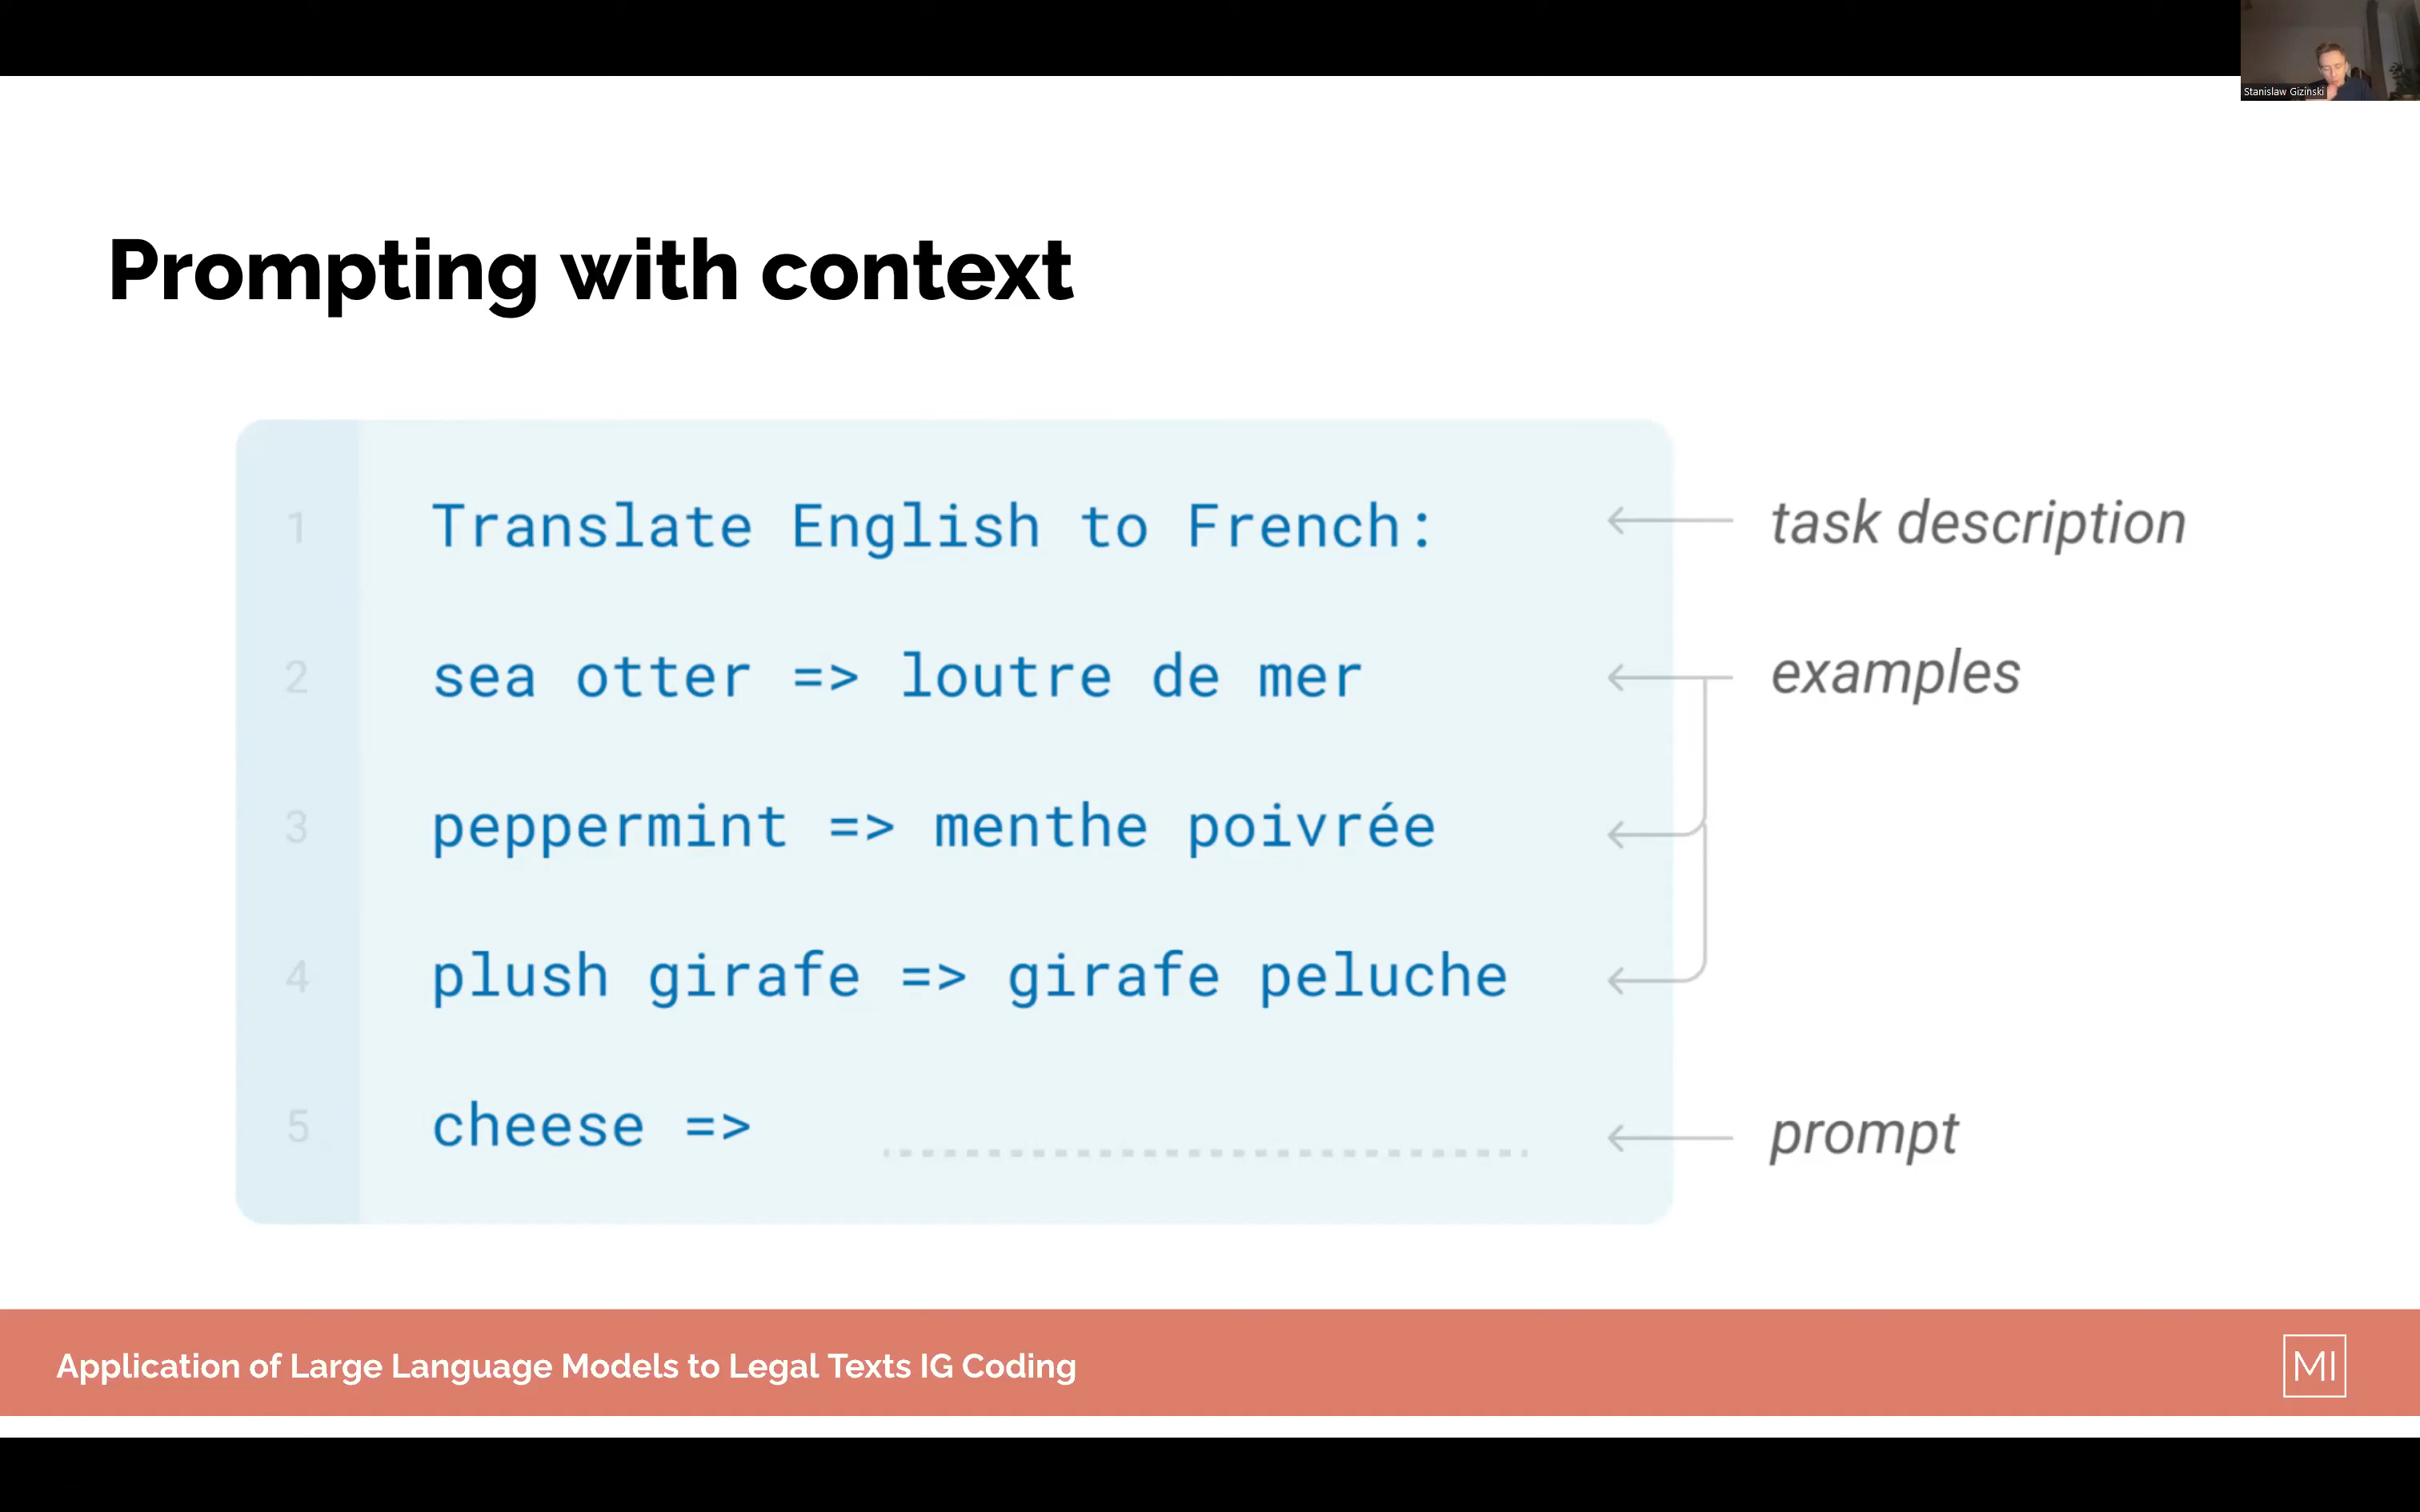 Stanislaw Gizinski
Prompting with context
1 Translate English to French: task description
2 sea otter => loutre de mer examples
3 peppermint => menthe poivrée
4 plush girafe => girafe peluche
5 cheese => prompt
Application of Large Language Models to Legal Texts IG Coding
MI